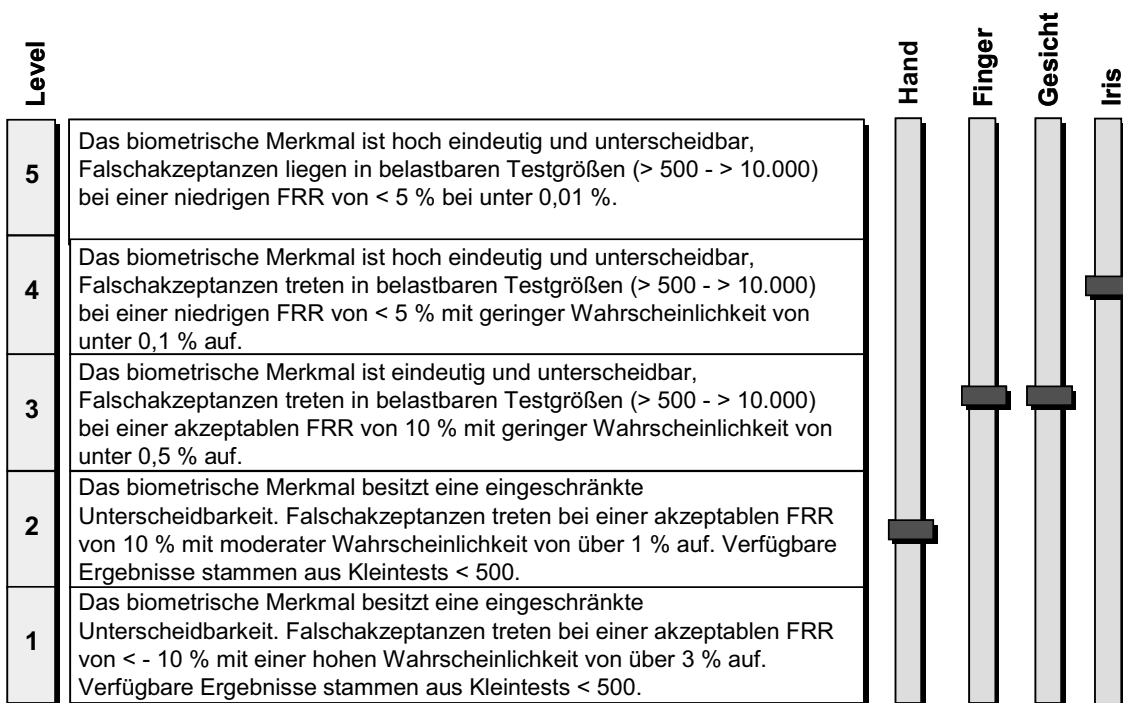 Level
Hand
Finger
Gesicht
Iris
5
Das biometrische Merkmal ist hoch eindeutig und unterscheidbar,
Falschakzeptanzen liegen in belastbaren Testgrößen (> 500 - > 10.000)
bei einer niedrigen FRR von < 5 % bei unter 0,01 %.
4
Das biometrische Merkmal ist hoch eindeutig und unterscheidbar,
Falschakzeptanzen treten in belastbaren Testgrößen (> 500 - > 10.000)
bei einer niedrigen FRR von < 5 % mit geringer Wahrscheinlichkeit von
unter 0,1 % auf.
3
Das biometrische Merkmal ist eindeutig und unterscheidbar,
Falschakzeptanzen treten in belastbaren Testgrößen (> 500 - > 10.000)
bei einer akzeptablen FRR von 10 % mit geringer Wahrscheinlichkeit von
unter 0,5 % auf.
2
Das biometrische Merkmal besitzt eine eingeschränkte
Unterscheidbarkeit. Falschakzeptanzen treten bei einer akzeptablen FRR
von 10 % mit moderater Wahrscheinlichkeit von über 1 % auf. Verfügbare
Ergebnisse stammen aus Kleintests < 500.
1
Das biometrische Merkmal besitzt eine eingeschränkte
Unterscheidbarkeit. Falschakzeptanzen treten bei einer akzeptablen FRR
von < - 10 % mit einer hohen Wahrscheinlichkeit von über 3 % auf.
Verfügbare Ergebnisse stammen aus Kleintests < 500.